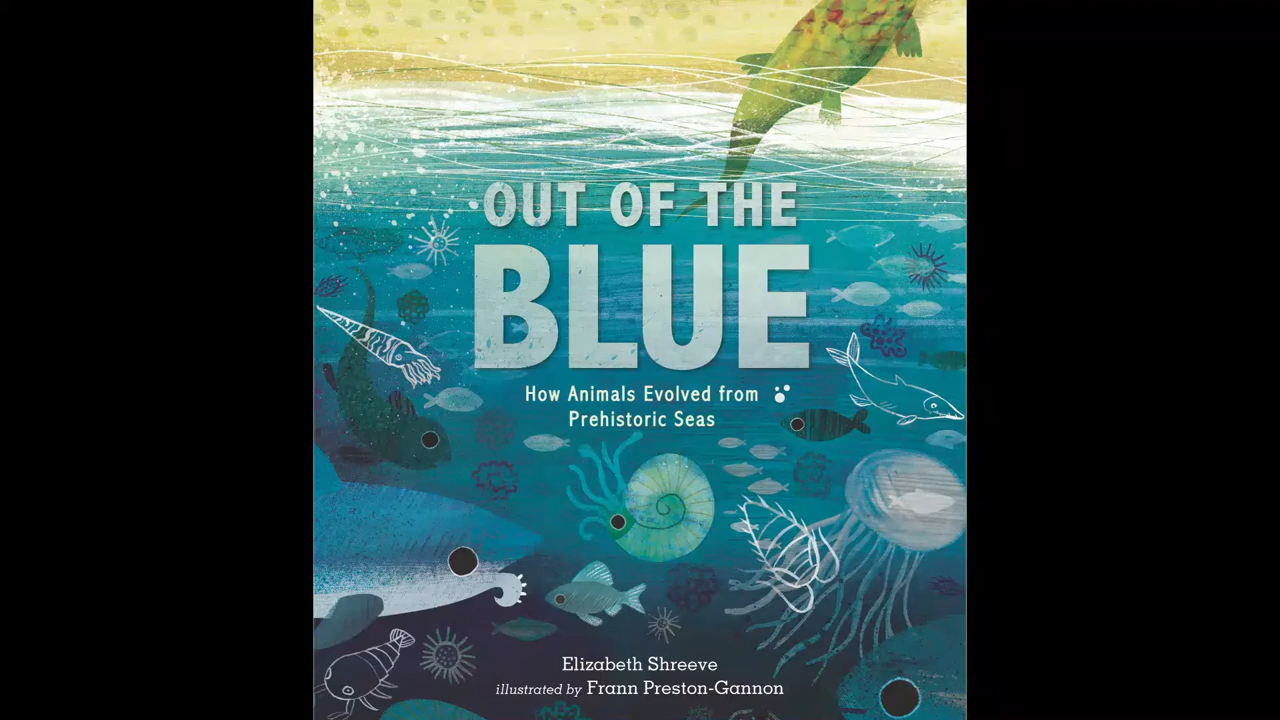 OUT OF THE
BLUE
How Animals Evolved from
Prehistoric Seas
Elizabeth Shreeve
illustrated by Frann Preston-Gannon